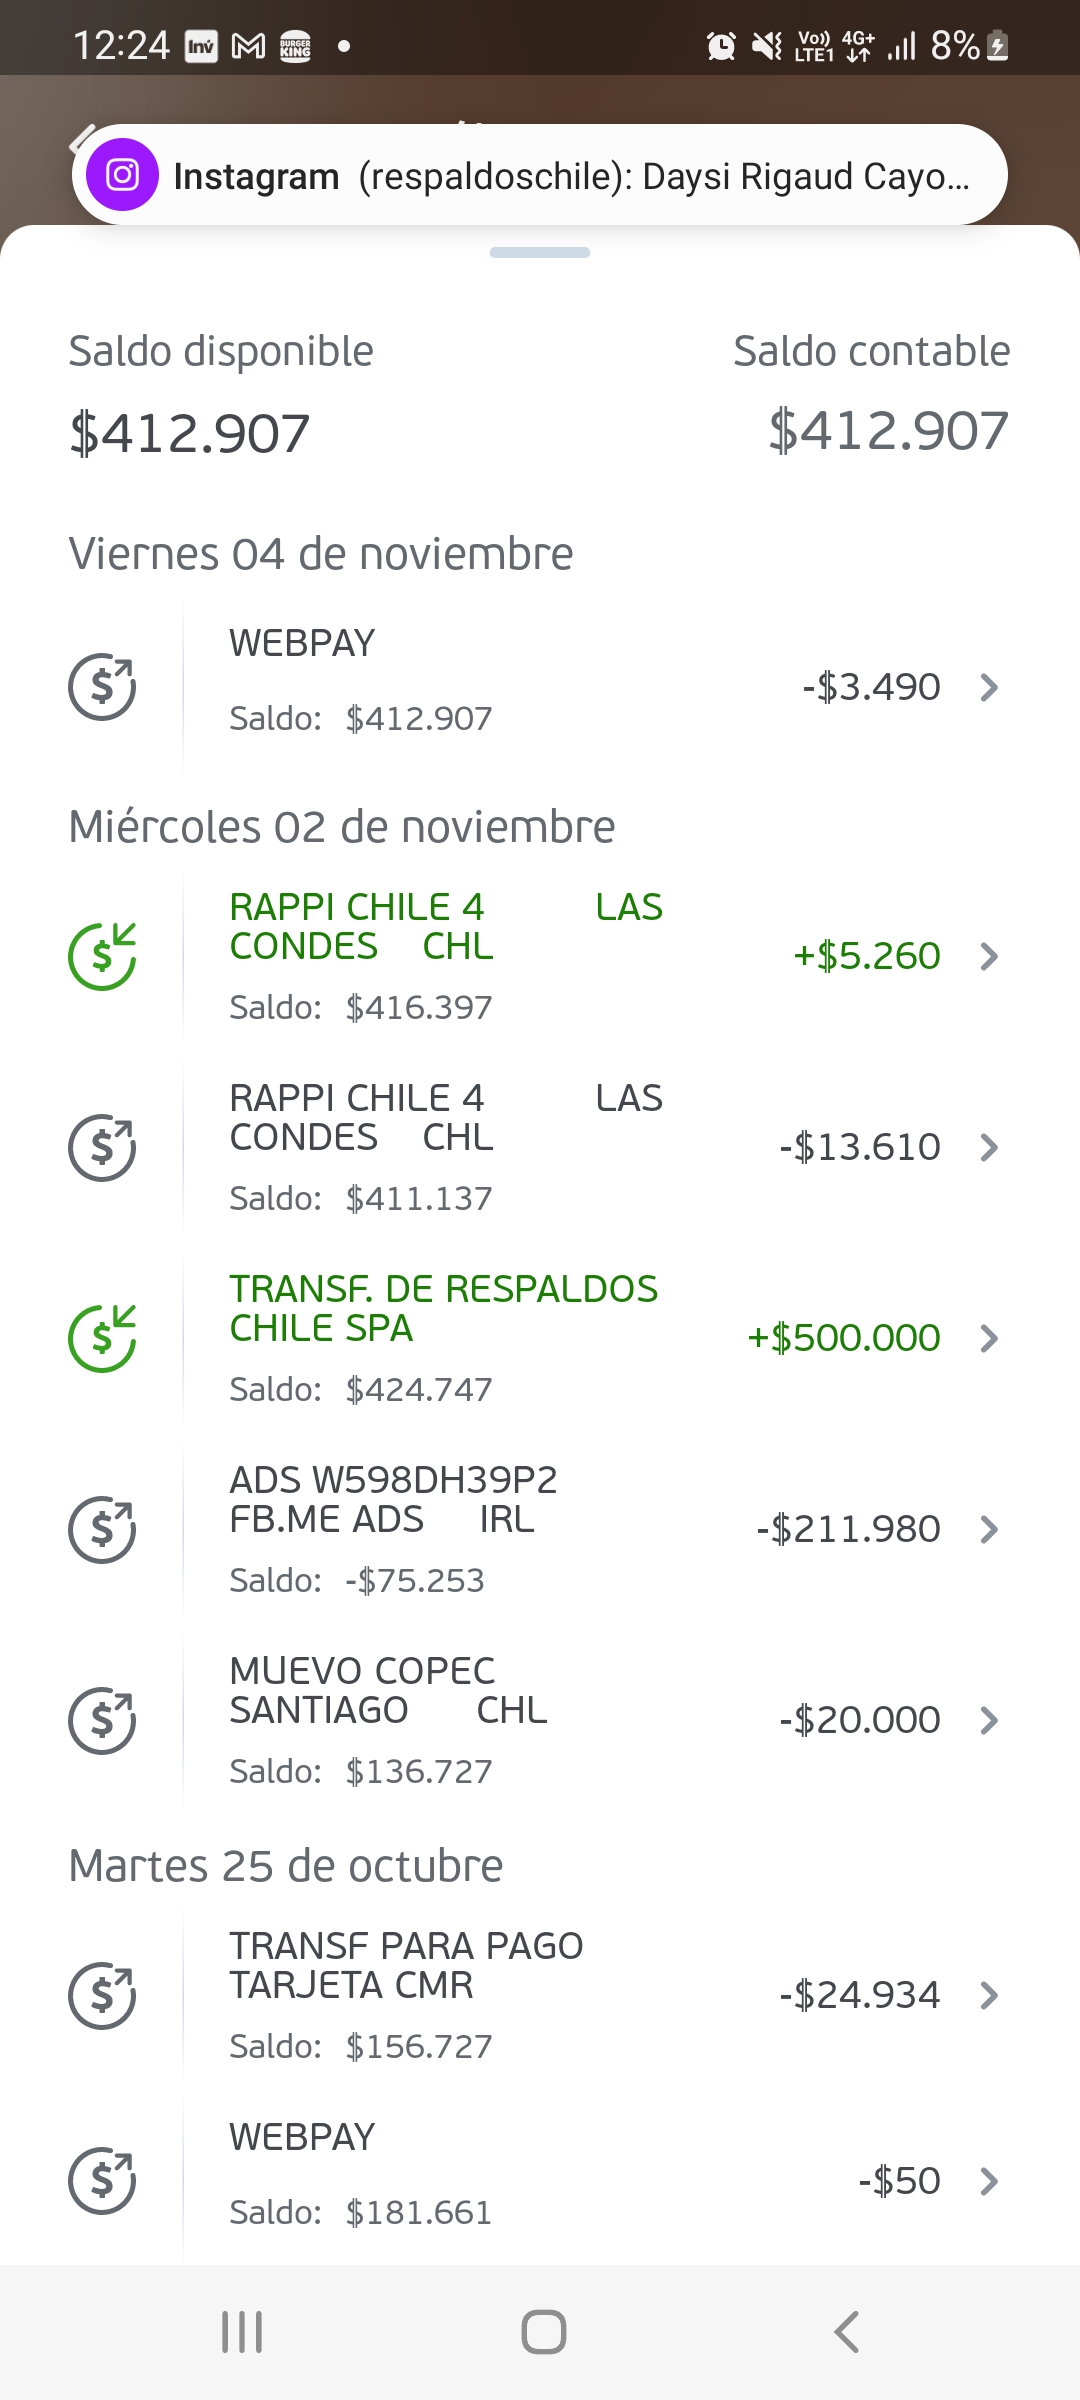 12:24 Inv BURGER KING Vo)) LTE1 4G+ 8%
Instagram (respaldoschile): Daysi Rigaud Cayo...
Saldo disponible Saldo contable
$412.907 $412.907
Viernes 04 de noviembre
WEBPAY
-$3.490
Saldo: $412.907
Miércoles 02 de noviembre
RAPPI CHILE 4 LAS
CONDES CHL
+$5.260
Saldo: $416.397
RAPPI CHILE 4 LAS
CONDES CHL
-$13.610
Saldo: $411.137
TRANSF. DE RESPALDOS
CHILE SPA
+$500.000
Saldo: $424.747
ADS W598DH39P2
FB.ME ADS IRL
-$211.980
Saldo: -$75.253
MUEVO COPEC
SANTIAGO CHL
-$20.000
Saldo: $136.727
Martes 25 de octubre
TRANSF PARA PAGO
TARJETA CMR
-$24.934
Saldo: $156.727
WEBPAY
-$50
Saldo: $181.661